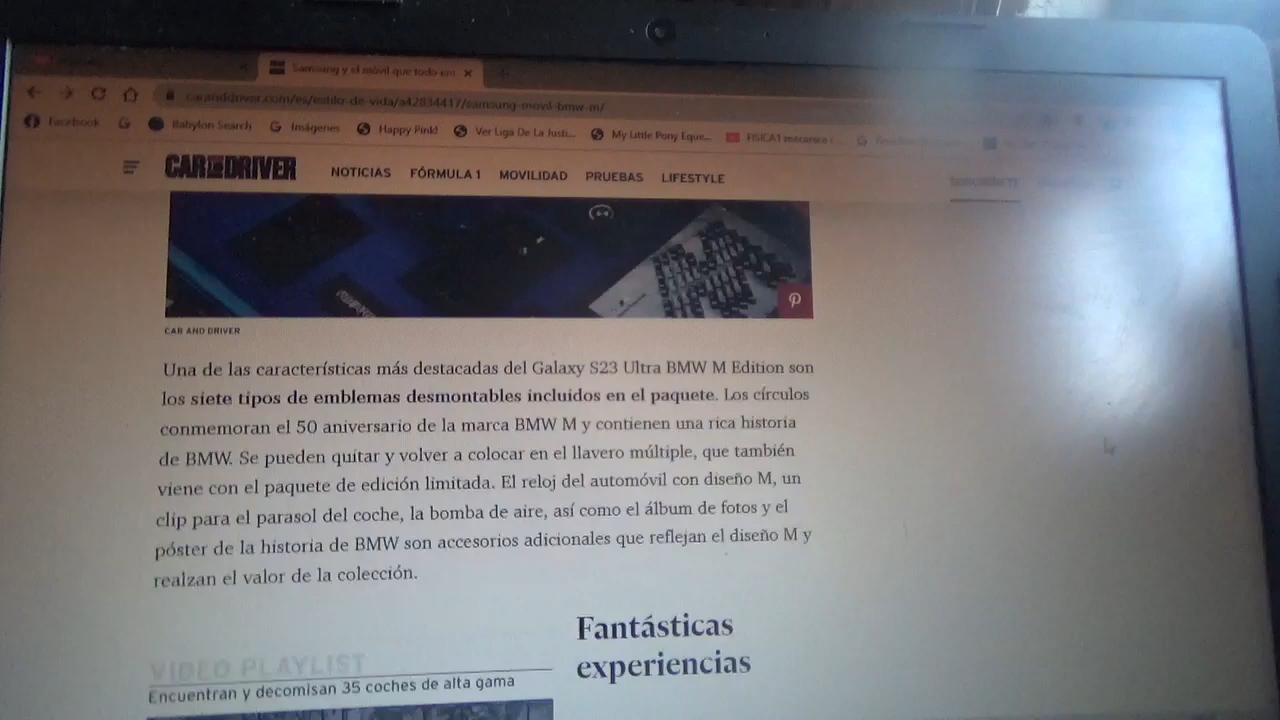 Samsung y el móvil que todo em
caranddriver.com/es/estilo-de-vida/a42834417/samsung-movil-bmw-m/
Facebook
Babylon Search
Imágenes
Happy Pinkl
Ver Liga De La Justi...
My Little Pony Eque...
FISICA1 mecanica (...
CAR AND DRIVER
NOTICIAS
FÓRMULA 1
MOVILIDAD
PRUEBAS
LIFESTYLE
CAR AND DRIVER
Una de las características más destacadas del Galaxy S23 Ultra BMW M Edition son
los siete tipos de emblemas desmontables incluidos en el paquete. Los círculos
conmemoran el 50 aniversario de la marca BMW M y contienen una rica historia
de BMW. Se pueden quitar y volver a colocar en el llavero múltiple, que también
viene con el paquete de edición limitada. El reloj del automóvil con diseño M, un
clip para el parasol del coche, la bomba de aire, así como el álbum de fotos y el
póster de la historia de BMW son accesorios adicionales que reflejan el diseño M y
realzan el valor de la colección.
Fantásticas
experiencias
VIDEO PLAYLIST
Encuentran y decomisan 35 coches de alta gama